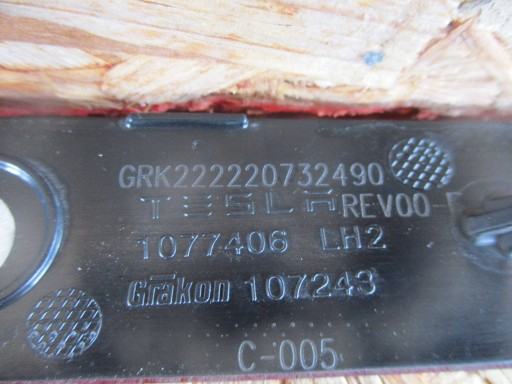 GRK222220732490
TESLA REV00-
1077406 LH2
Grakon 107243
C-005